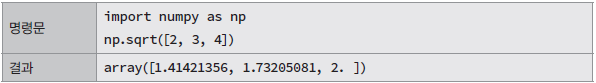 명령문
import numpy as np
np.sqrt([2, 3, 4])
결과
array([1.41421356, 1.73205081, 2. ])